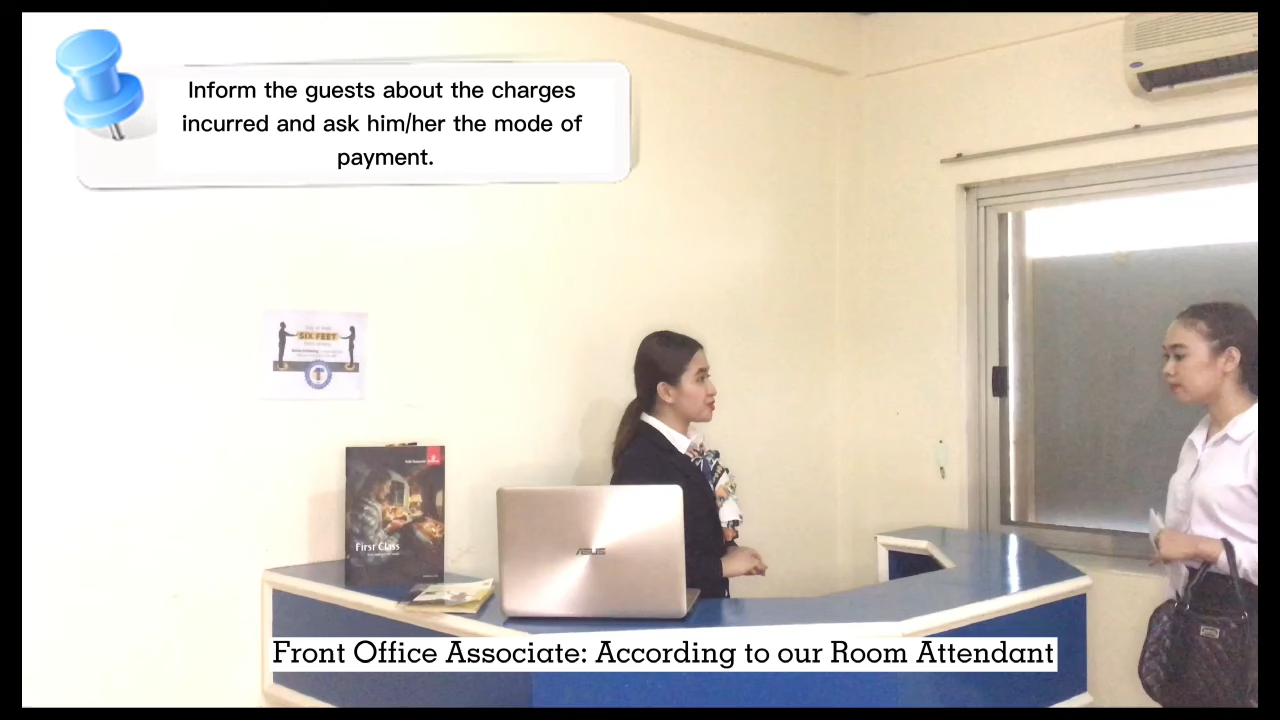 Inform the guests about the charges
incurred and ask him/her the mode of
payment.
SIX FEET
First Class
ASUS
Front Office Associate: According to our Room Attendant